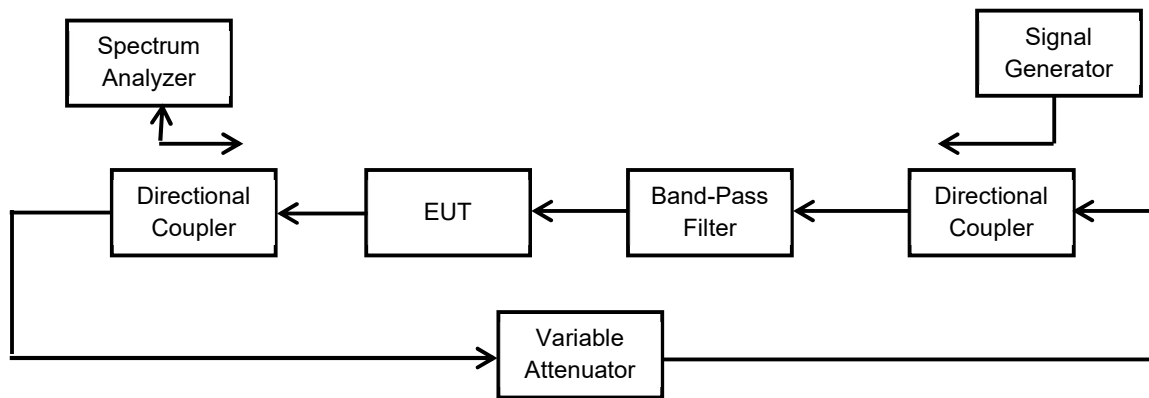 Spectrum
Analyzer
Signal
Generator
Directional
Coupler
EUT
Band-Pass
Filter
Directional
Coupler
Variable
Attenuator